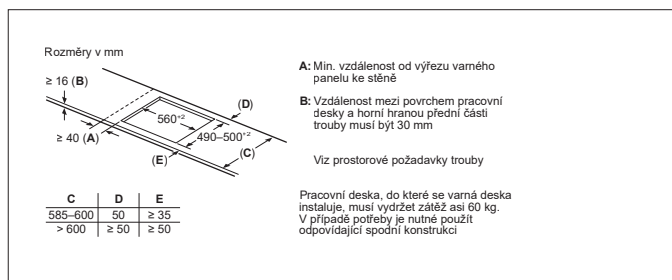 Rozměry v mm
≥ 16 (B)
560⁺²
490–500⁺²
≥ 40 (A)
(D)
(C)
(E)
C D E
585–600 50 ≥ 35
> 600 ≥ 50 ≥ 50
A: Min. vzdálenost od výřezu varného
panelu ke stěně
B: Vzdálenost mezi povrchem pracovní
desky a horní hranou přední části
trouby musí být 30 mm
Viz prostorové požadavky trouby
Pracovní deska, do které se varná deska
instaluje, musí vydržet zátěž asi 60 kg.
V případě potřeby je nutné použít
odpovídající spodní konstrukci